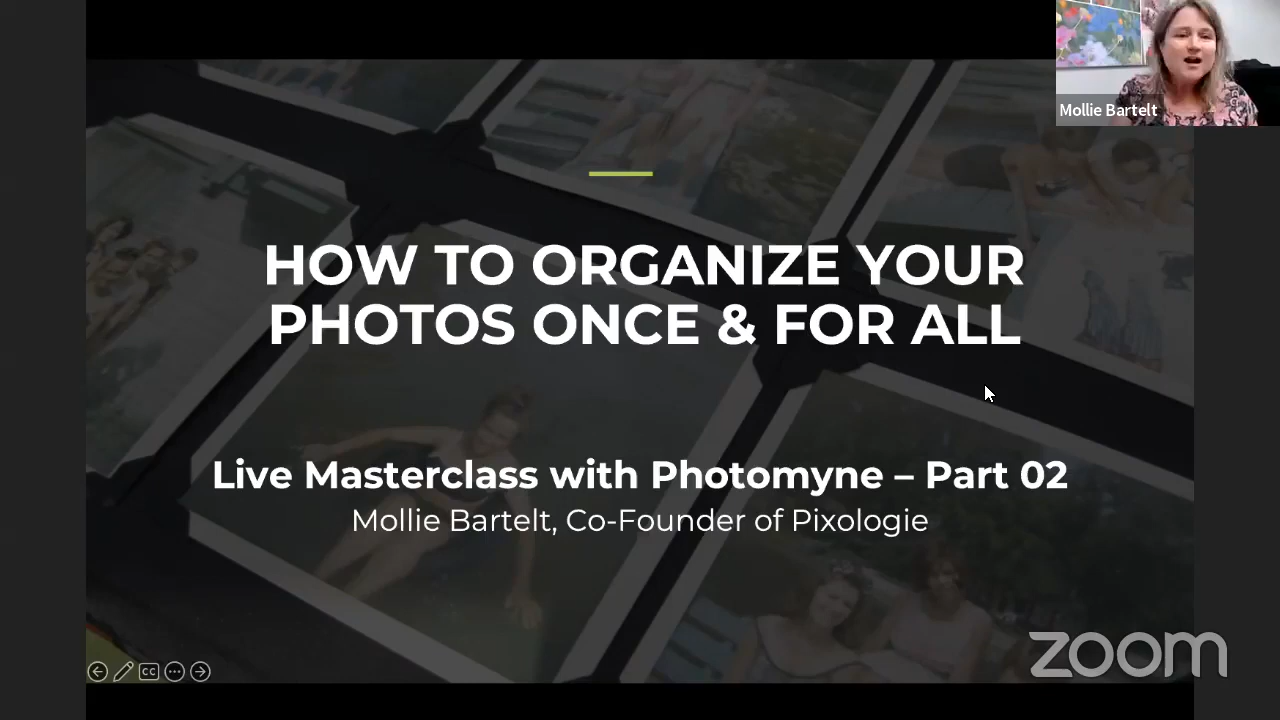 Mollie Bartelt
HOW TO ORGANIZE YOUR
PHOTOS ONCE & FOR ALL
Live Masterclass with Photomyne – Part 02
Mollie Bartelt, Co-Founder of Pixologie
CC
zoom